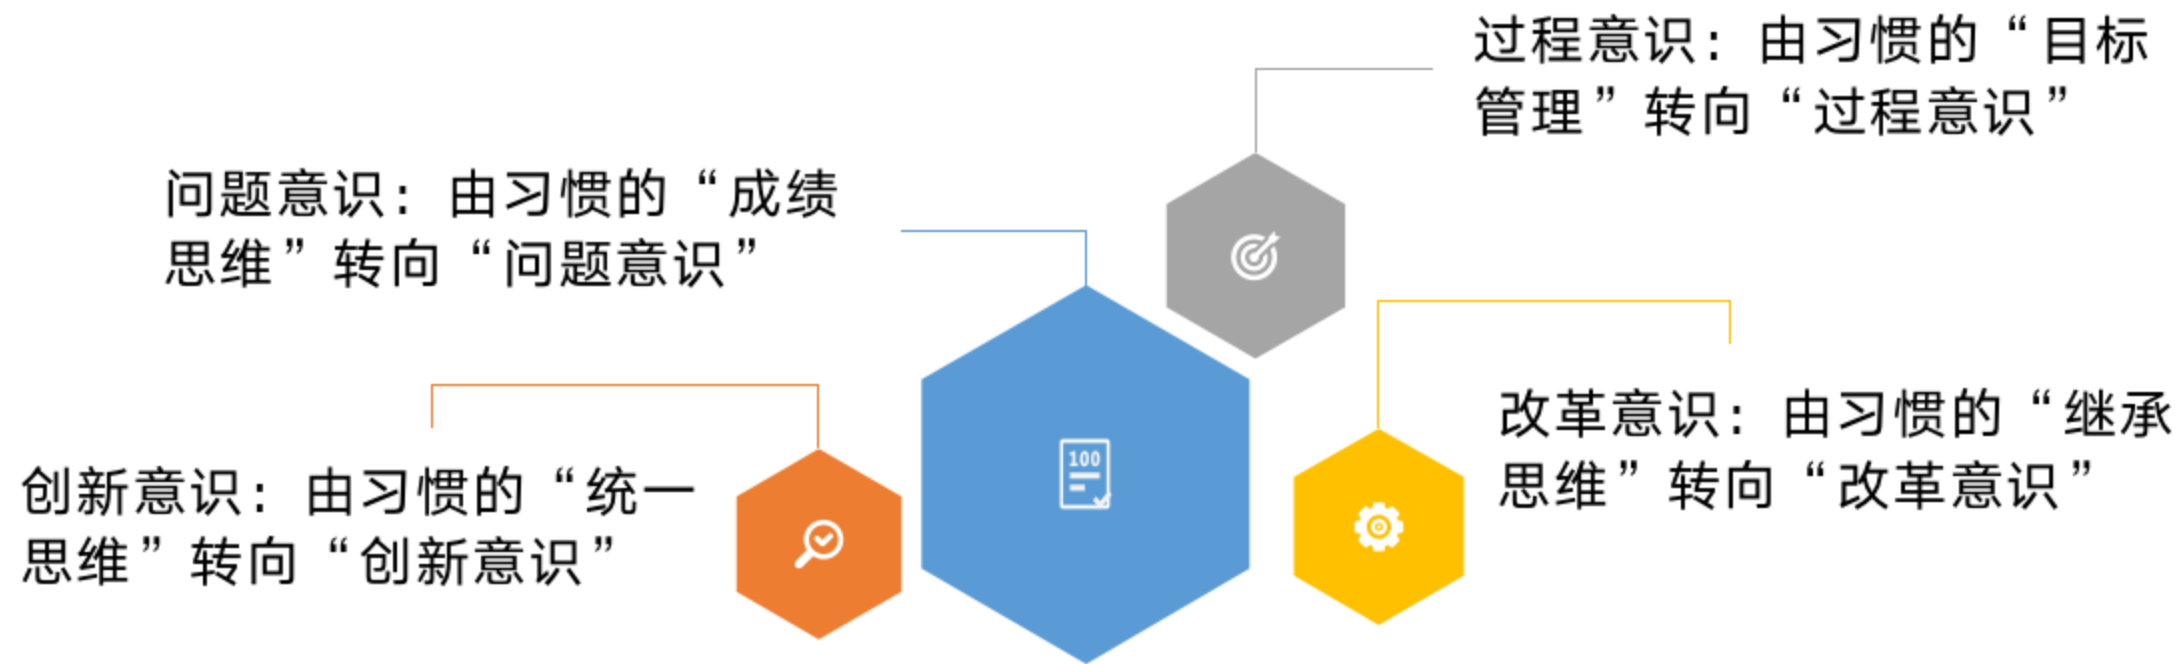 过程意识：由习惯的“目标
管理”转向“过程意识”
问题意识：由习惯的“成绩
思维”转向“问题意识”
改革意识：由习惯的“继承
思维”转向“改革意识”
创新意识：由习惯的“统一
思维”转向“创新意识”
100